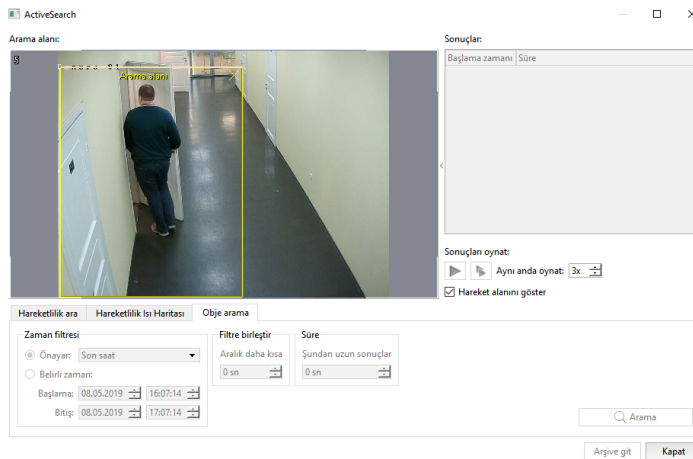 ActiveSearch
Arama alanı:
Arama alanı
Sonuçlar:
Başlama zamanı Süre
Sonuçları oynat:
Aynı anda oynat: 3x
Hareket alanını göster
Hareketlilik ara Hareketlilik Isı Haritası Obje arama
Zaman filtresi
Önayar: Son saat
Belirli zaman:
Başlama: 08.05.2019 16:07:14
Bitiş: 08.05.2019 17:07:14
Filtre birleştir
Aralık daha kısa
0 sn
Süre
Şundan uzun sonuçlar
0 sn
Arama
Arşive git Kapat